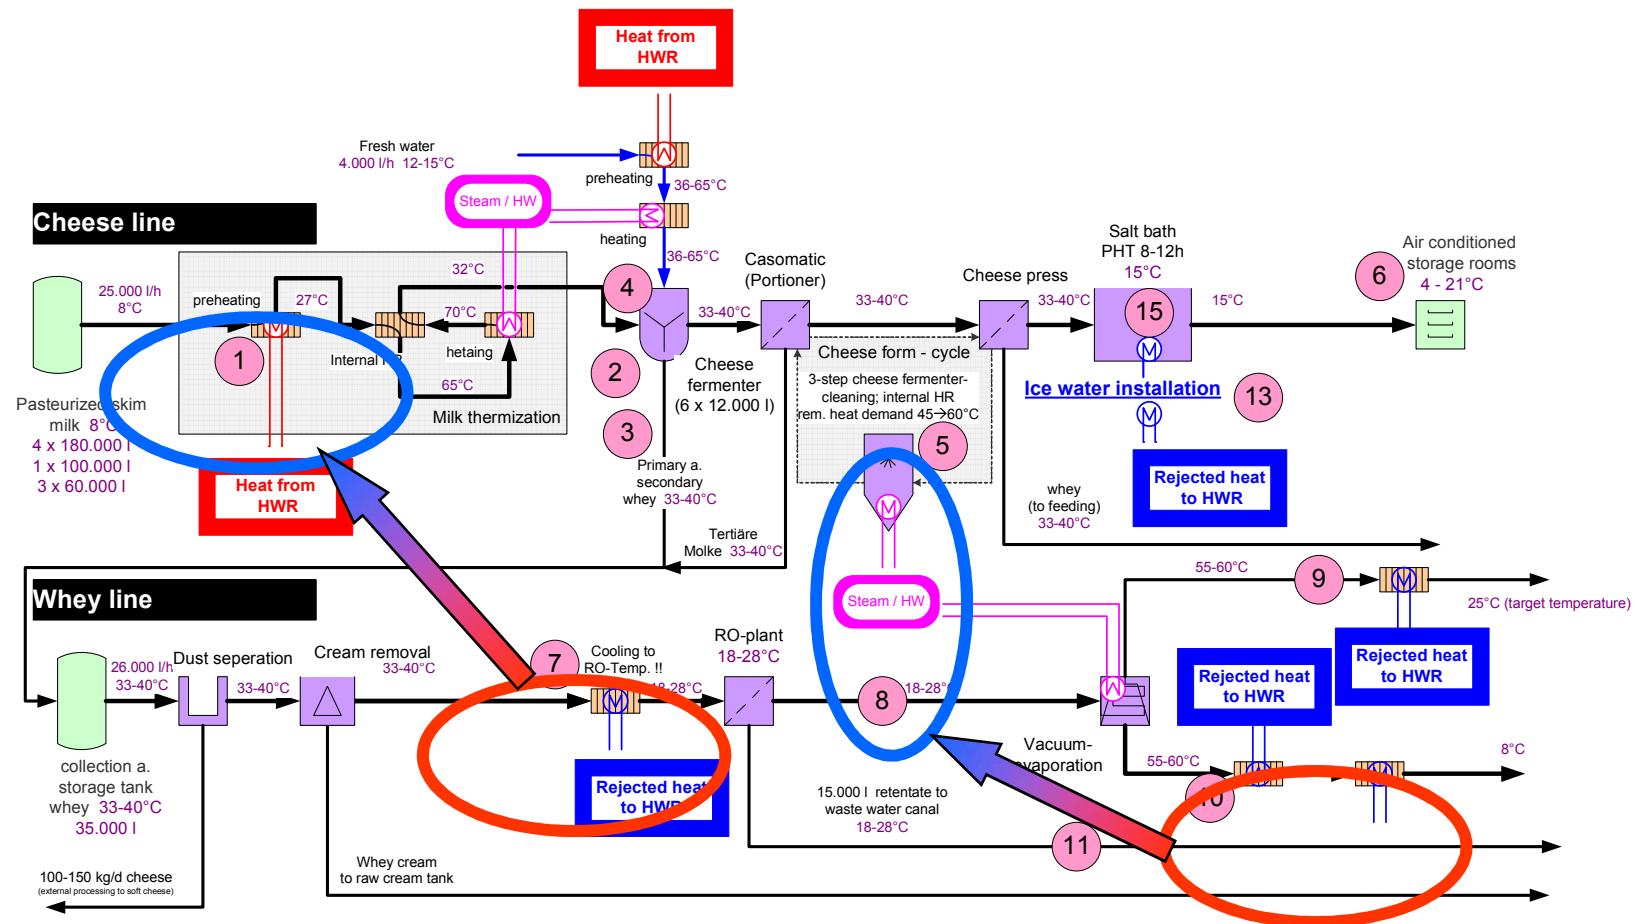 Heat from
HWR
Fresh water
4.000 l/h  12-15°C
preheating
36-65°C
Steam / HW
heating
36-65°C
Cheese line
25.000 l/h
8°C
preheating
27°C
32°C
70°C
Internal
hetaing
65°C
Milk thermization
1
Pasteurized skim
milk  8°C
4 x 180.000 l
1 x 100.000 l
3 x 60.000 l
Heat from
HWR
4
2
3
33-40°C
Cheese
fermenter
(6 x 12.000 l)
Primary a.
secondary
whey  33-40°C
Casomatic
(Portioner)
33-40°C
Cheese press
33-40°C
Salt bath
PHT 8-12h
15°C
15
15°C
6
Air conditioned
storage rooms
4 - 21°C
Cheese form - cycle
3-step cheese fermenter-
cleaning; internal HR
rem. heat demand 45→60°C
5
Ice water installation
13
Rejected heat
to HWR
whey
(to feeding)
33-40°C
Tertiäre
Molke  33-40°C
Steam / HW
Whey line
26.000 l/h
33-40°C
Dust seperation
33-40°C
Cream removal
33-40°C
7
Cooling to
RO-Temp. !!
18-28°C
RO-plant
18-28°C
8
18-28°C
55-60°C
9
25°C (target temperature)
Rejected heat
to HWR
Rejected heat
to HWR
Vacuum-
evaporation
55-60°C
10
8°C
collection a.
storage tank
whey  33-40°C
35.000 l
Rejected heat
to HWR
15.000 l  retentate to
waste water canal
18-28°C
11
100-150 kg/d cheese
(external processing to soft cheese)
Whey cream
to raw cream tank